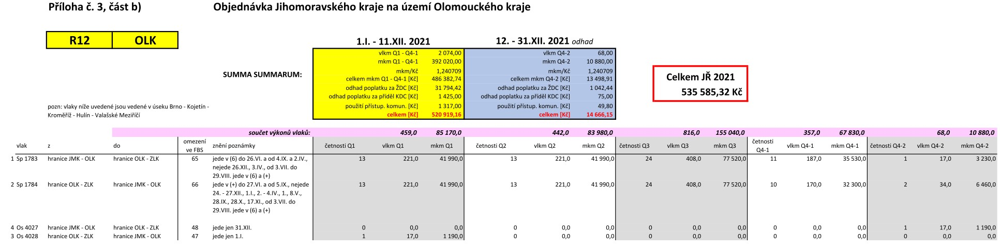 Příloha č. 3, část b) Objednávka Jihomoravského kraje na území Olomouckého kraje
R12 OLK
1.I. - 11.XII. 2021 12. - 31.XII. 2021 odhad
vlkm Q1 - Q4-1 2 074,00 vlkm Q4-2 68,00
mkm Q1 - Q4-1 392 020,00 mkm Q4-2 10 880,00
SUMMA SUMMARUM: mkm/Kč 1,240709 mkm/Kč 1,240709
celkem mkm Q1 - Q4-1 [Kč] 486 382,74 celkem mkm Q4-2 [Kč] 13 498,91
odhad poplatku za ŽDC [Kč] 31 794,42 odhad poplatku za ŽDC [Kč] 1 042,44
odhad poplatku za příděl KDC [Kč] 1 425,00 odhad poplatku za příděl KDC [Kč] 75,00
použití přístup. komun. [Kč] 1 317,00 použití přístup. komun. [Kč] 49,80
celkem [Kč] 520 919,16 celkem [Kč] 14 666,15
Celkem JŘ 2021
535 585,32 Kč
pozn: vlaky níže uvedené jsou vedené v úseku Brno - Kojetín -
Kroměříž - Hulín - Valašské Meziříčí
součet výkonů vlaků: 459,0 85 170,0 442,0 83 980,0 816,0 155 040,0 357,0 67 830,0 68,0 10 880,0
vlak z do omezení ve FBS znění poznámky četnosti Q1 vlkm Q1 mkm Q1 četnosti Q2 vlkm Q2 mkm Q2 četnosti Q3 vlkm Q3 mkm Q3 četnosti Q4-1 vlkm Q4-1 mkm Q4-1 četnosti Q4-2 vlkm Q4-2 mkm Q4-2
1 Sp 1783 hranice JMK - OLK hranice OLK - ZLK 65 jede v (6) do 26.VI. a od 4.IX. a 2.IV., 13 221,0 41 990,0 13 221,0 41 990,0 24 408,0 77 520,0 11 187,0 35 530,0 1 17,0 3 230,0
nejede 26.XII., 3.IV., od 3.VII. do
29.VIII. jede v (6) a (+)
2 Sp 1784 hranice OLK - ZLK hranice JMK - OLK 66 jede v (+) do 27.VI. a od 5.IX., nejede 13 221,0 41 990,0 13 221,0 41 990,0 24 408,0 77 520,0 10 170,0 32 300,0 2 34,0 6 460,0
24. - 27.XII., 1.I., 2. - 4.IV., 1., 8.V.,
28.IX., 28.X., 17.XI., od 3.VII. do
29.VIII. jede v (6) a (+)
4 Os 4027 hranice JMK - OLK hranice OLK - ZLK 48 jede jen 31.XII. 0 0,0 0,0 0 0,0 0,0 0 0,0 0,0 0 0,0 0,0 1 17,0 1 190,0
3 Os 4028 hranice OLK - ZLK hranice JMK - OLK 47 jede jen 1.I. 1 17,0 1 190,0 0 0,0 0,0 0 0,0 0,0 0 0,0 0,0 0 0,0 0,0